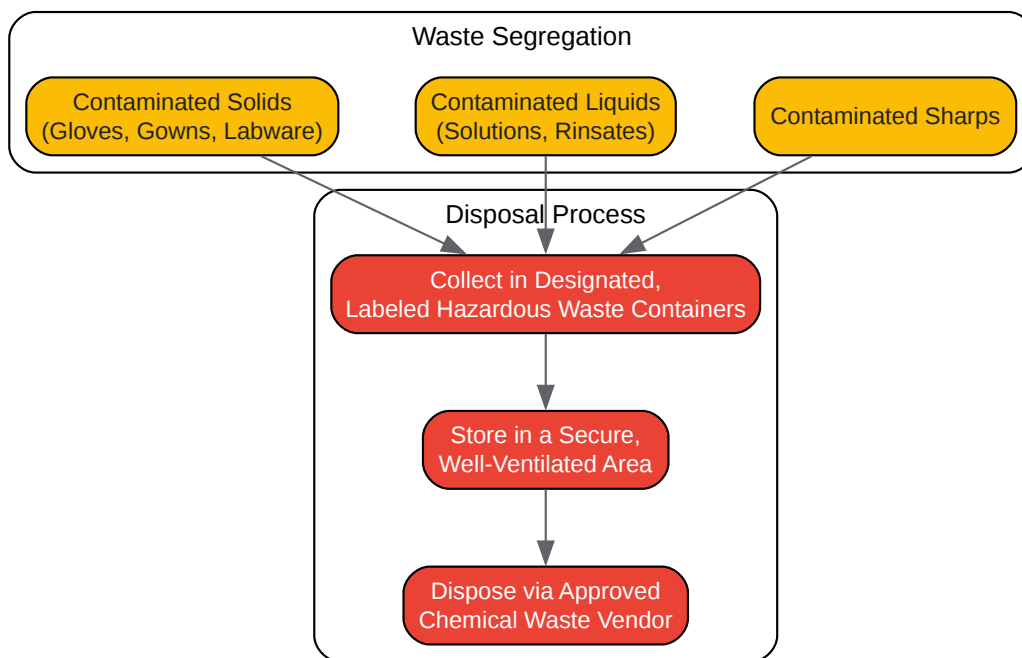 Waste Segregation
Contaminated Solids
(Gloves, Gowns, Labware)
Contaminated Liquids
(Solutions, Rinsates)
Contaminated Sharps
Disposal Process
Collect in Designated,
Labeled Hazardous Waste Containers
Store in a Secure,
Well-Ventilated Area
Dispose via Approved
Chemical Waste Vendor